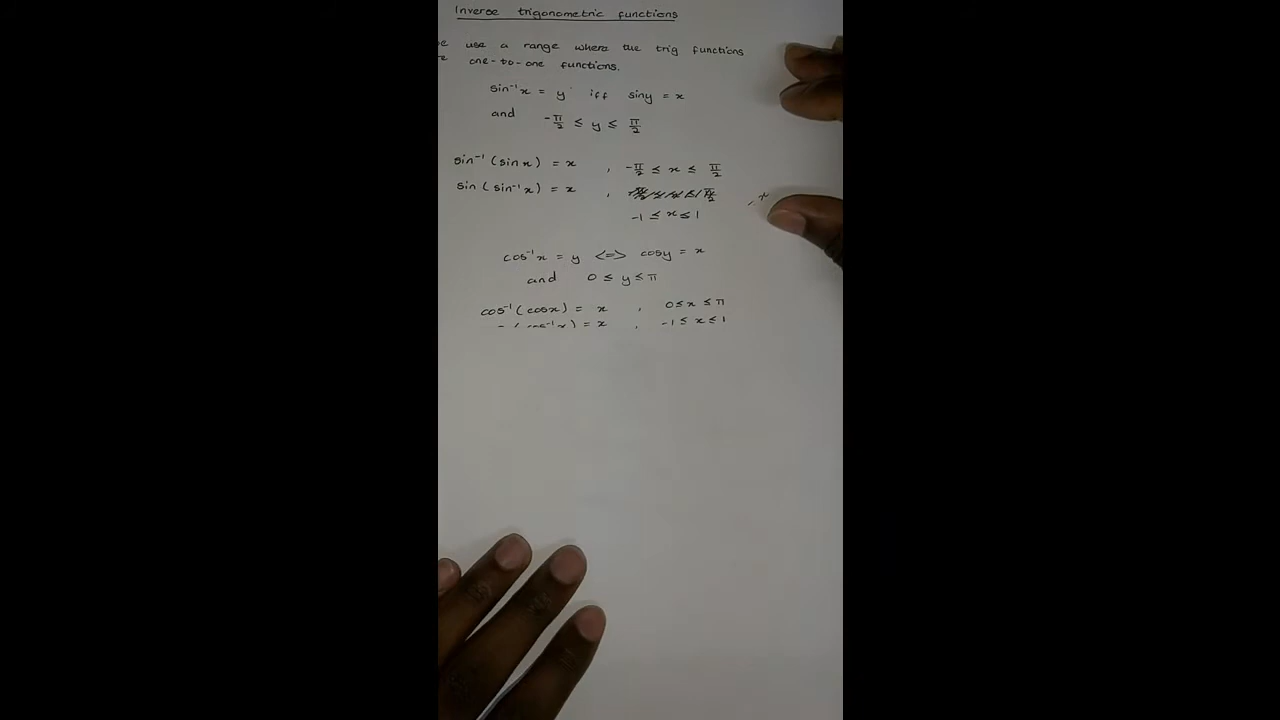 Inverse trigonometric functions
use a range where the trig functions
one-to-one functions.
sin⁻¹x = y iff siny = x
and -π/2 ≤ y ≤ π/2
sin⁻¹(sinx) = x , -π/2 ≤ x ≤ π/2
sin(sin⁻¹x) = x ,
-1 ≤ x ≤ 1
cos⁻¹x = y <=> cosy = x
and 0 ≤ y ≤ π
cos⁻¹(cosx) = x , 0 ≤ x ≤ π
= x , -1 ≤ x ≤ 1